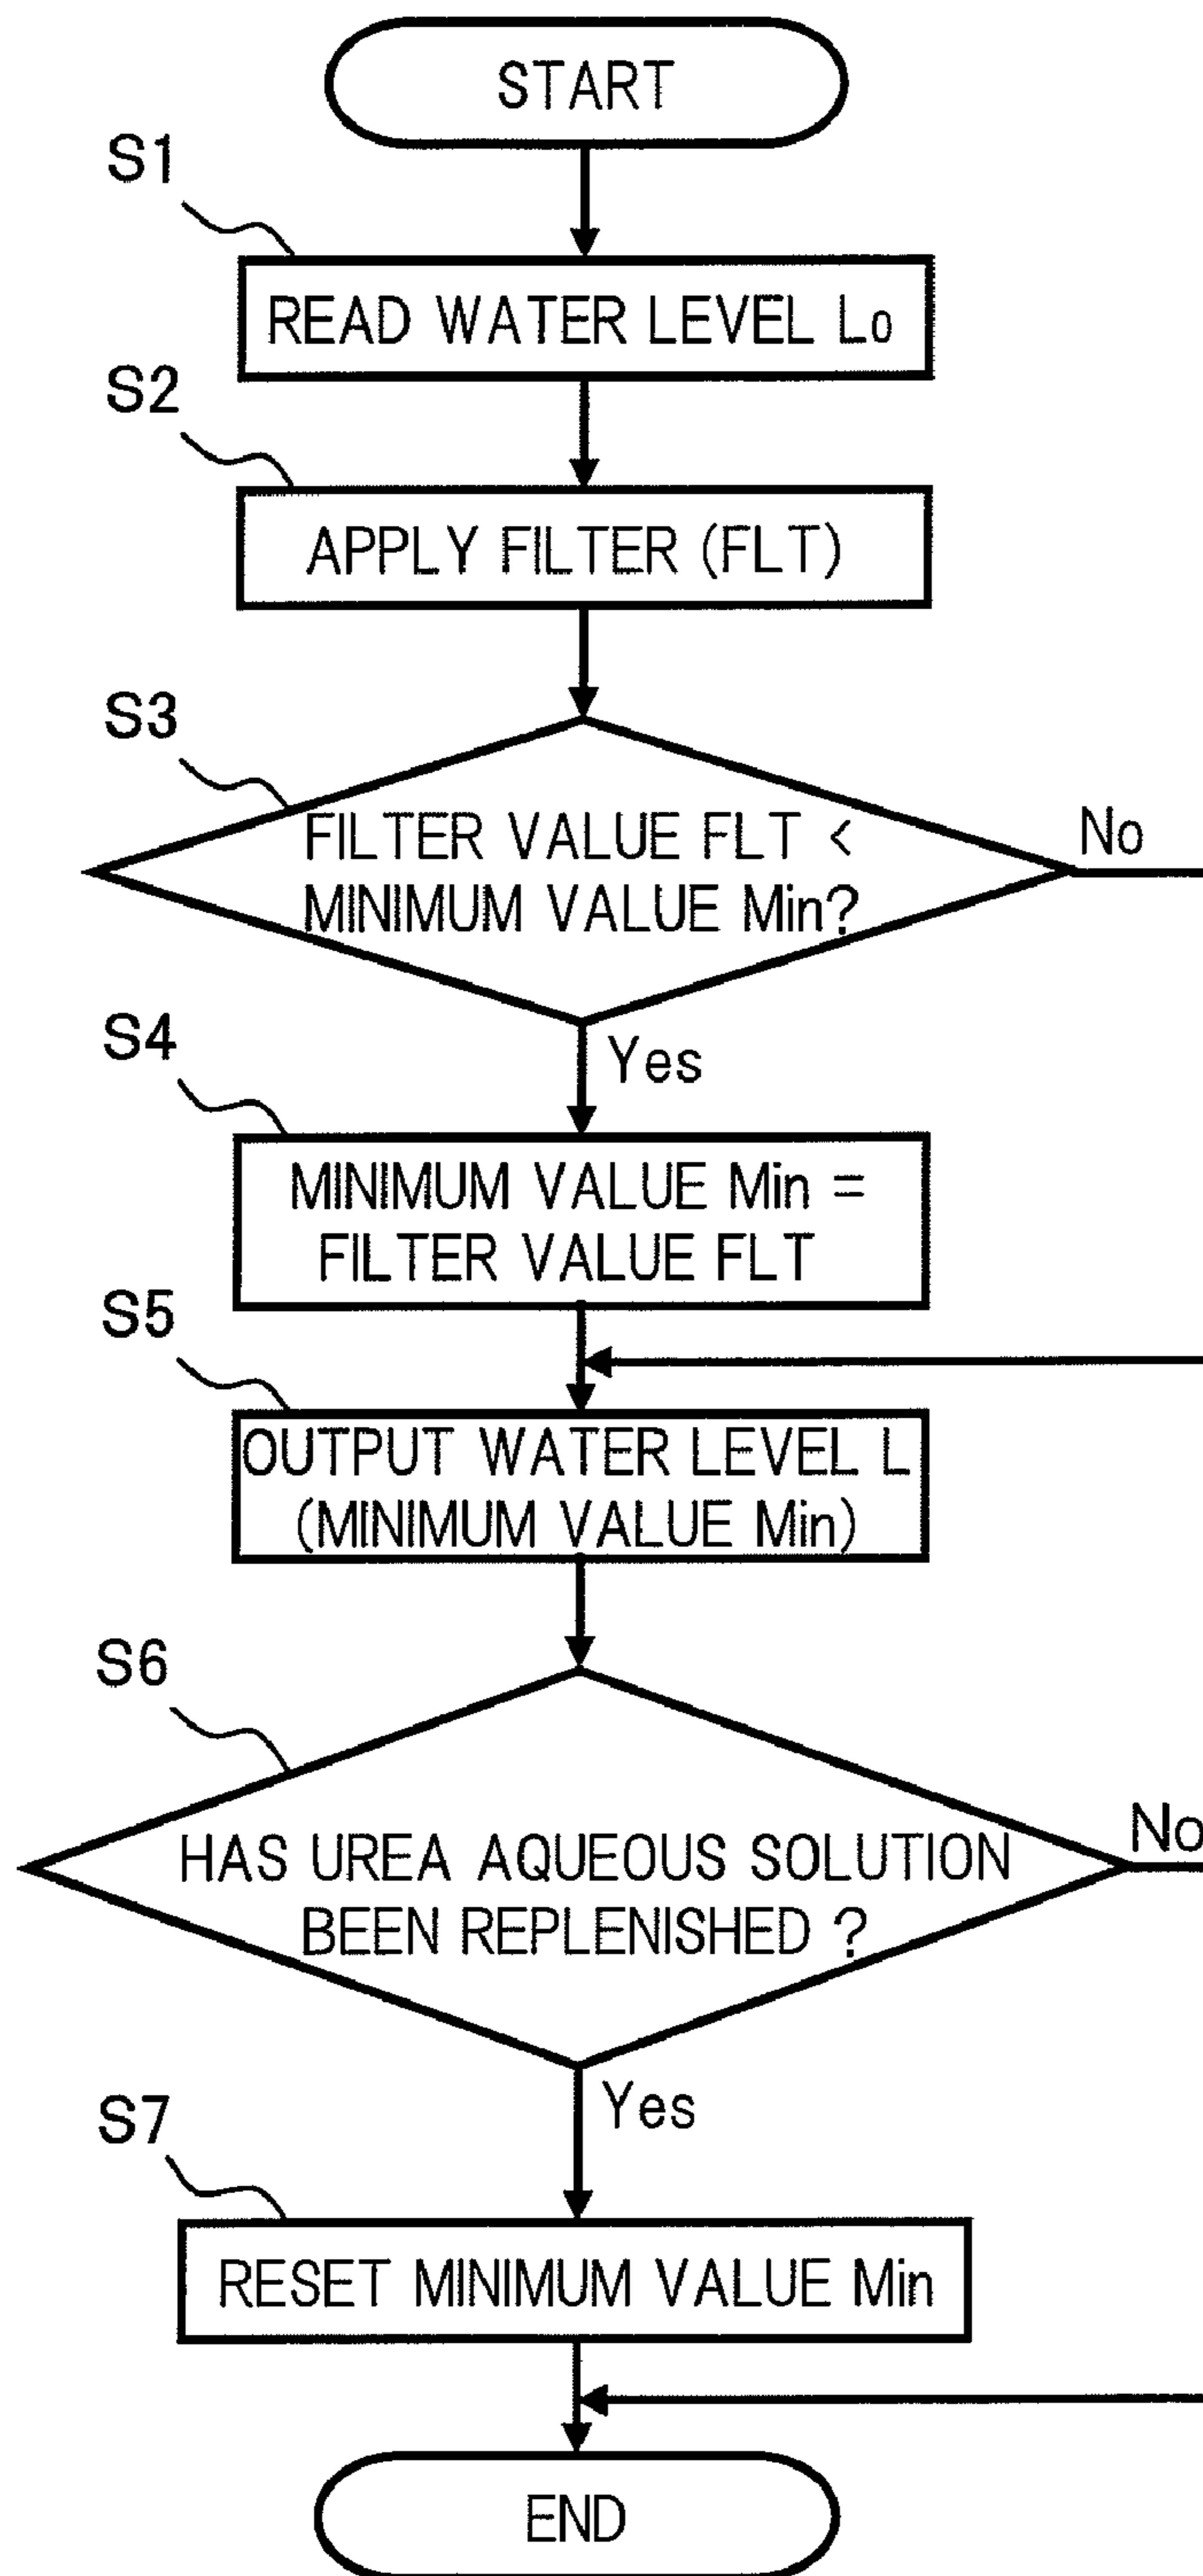 START
S1
READ WATER LEVEL Lo
S2
APPLY FILTER (FLT)
S3
FILTER VALUE FLT <
MINIMUM VALUE Min?
No
Yes
S4
MINIMUM VALUE Min =
FILTER VALUE FLT
S5
OUTPUT WATER LEVEL L
(MINIMUM VALUE Min)
S6
HAS UREA AQUEOUS SOLUTION
BEEN REPLENISHED ?
No
Yes
S7
RESET MINIMUM VALUE Min
END